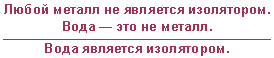 Любой металл не является изолятором.
Вода — это не металл.
Вода является изолятором.